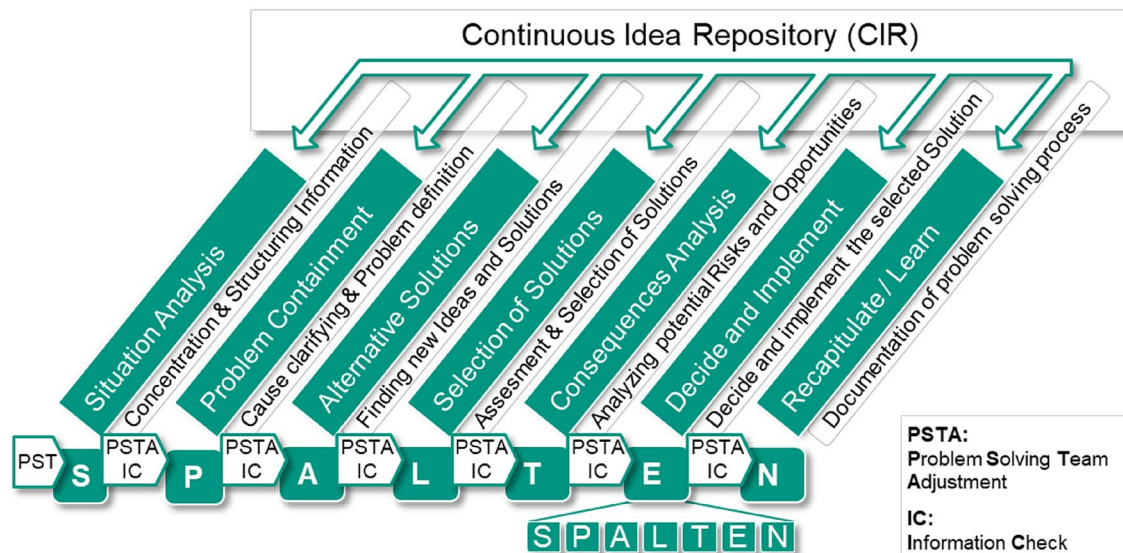 Continuous Idea Repository (CIR)
Situation Analysis
Concentration & Structuring Information
Problem Containment
Cause clarifying & Problem definition
Alternative Solutions
Finding new Ideas and Solutions
Selection of Solutions
Assesment & Selection of Solutions
Consequences Analysis
Analyzing potential Risks and Opportunities
Decide and Implement
Decide and implement the selected Solution
Recapitulate / Learn
Documentation of problem solving process
PST
S
PSTA
IC
P
PSTA
IC
A
PSTA
IC
L
PSTA
IC
T
PSTA
IC
E
PSTA
IC
N
S P A L T E N
PSTA:
Problem Solving Team
Adjustment
IC:
Information Check